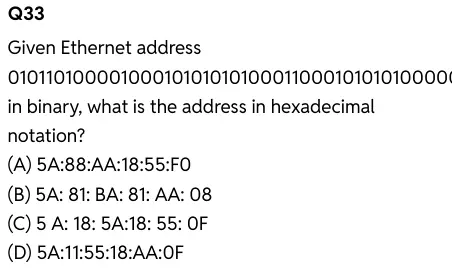 Q33
Given Ethernet address
01011010000100010101010100011000101010100000
in binary, what is the address in hexadecimal
notation?
(A) 5A:88:AA:18:55:F0
(B) 5A: 81: BA: 81: AA: 08
(C) 5 A: 18: 5A:18: 55: 0F
(D) 5A:11:55:18:AA:0F